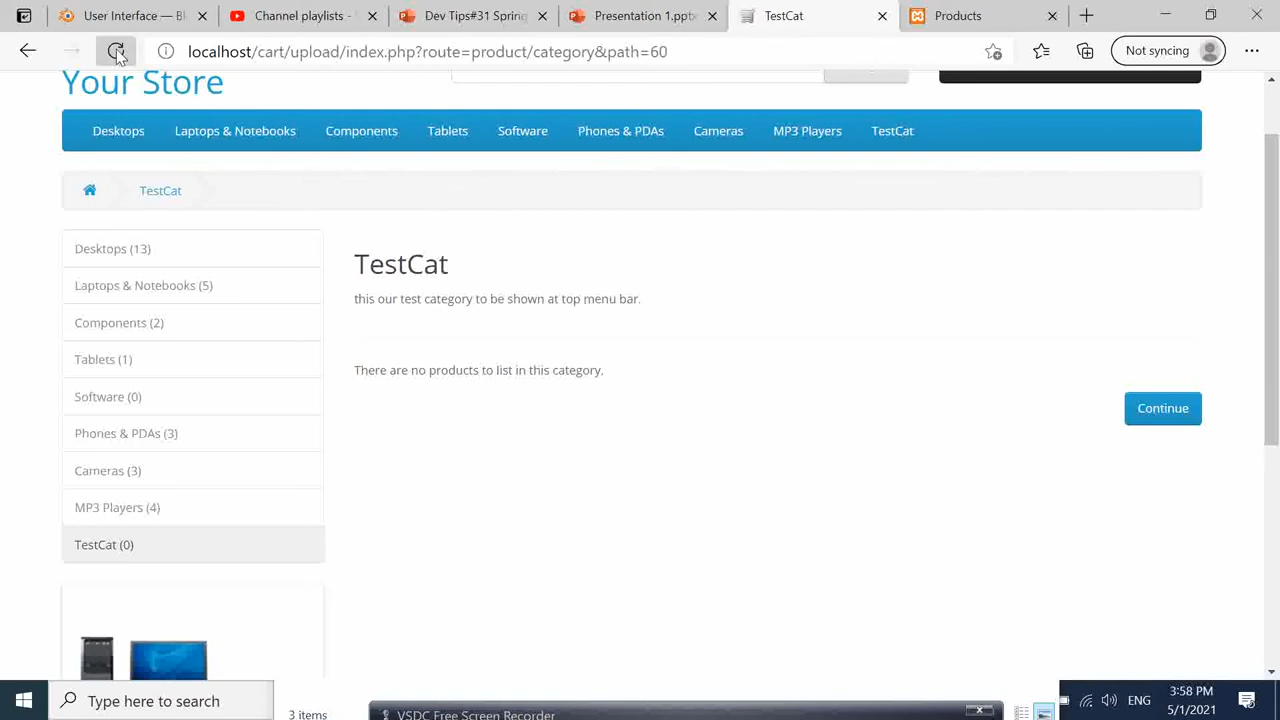 User Interface (EMC
Channel playlists -
Dev Tips#31 Spring
Presentation 1.pptx
TestCat
Products
localhost/cart/upload/index.php?route=product/category&path=60
Not syncing
Your Store
Desktops Laptops & Notebooks Components Tablets Software Phones & PDAs Cameras MP3 Players TestCat
TestCat
Desktops (13)
Laptops & Notebooks (5)
Components (2)
Tablets (1)
Software (0)
Phones & PDAs (3)
Cameras (3)
MP3 Players (4)
TestCat (0)
TestCat
this our test category to be shown at top menu bar.
There are no products to list in this category.
Continue
Type here to search
3 items
VSDC Free Screen Recorder
ENG
3:58 PM
5/1/2021